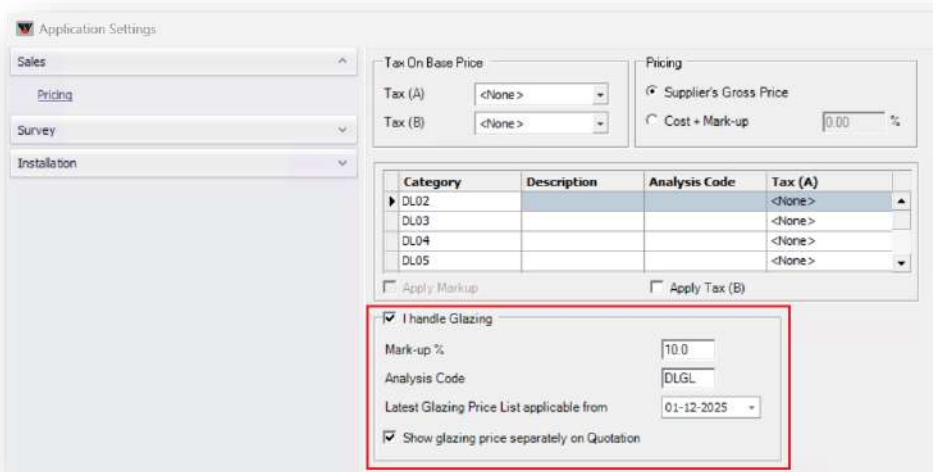 Application Settings
Sales
Pricing
Survey
Installation
Tax On Base Price
Tax (A) <None>
Tax (B) <None>
Pricing
Supplier's Gross Price
Cost + Mark-up 0.00 %
Category Description Analysis Code Tax (A)
DL02 <None>
DL03 <None>
DL04 <None>
DL05 <None>
Apply Markup Apply Tax (B)
I handle Glazing
Mark-up % 10.0
Analysis Code DLGL
Latest Glazing Price List applicable from 01-12-2025
Show glazing price separately on Quotation